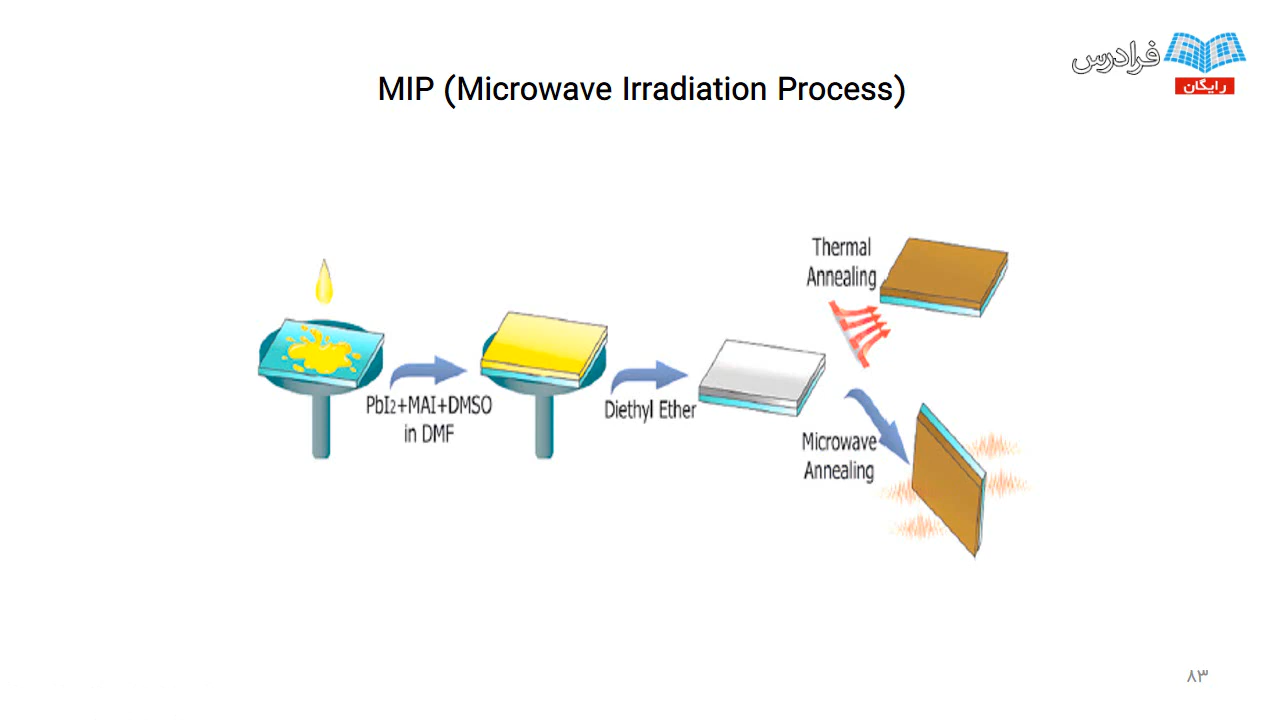 فرادرس
رایگان
MIP (Microwave Irradiation Process)
Thermal
Annealing
PbI2+MAI+DMSO
in DMF
Diethyl Ether
Microwave
Annealing
۸۳